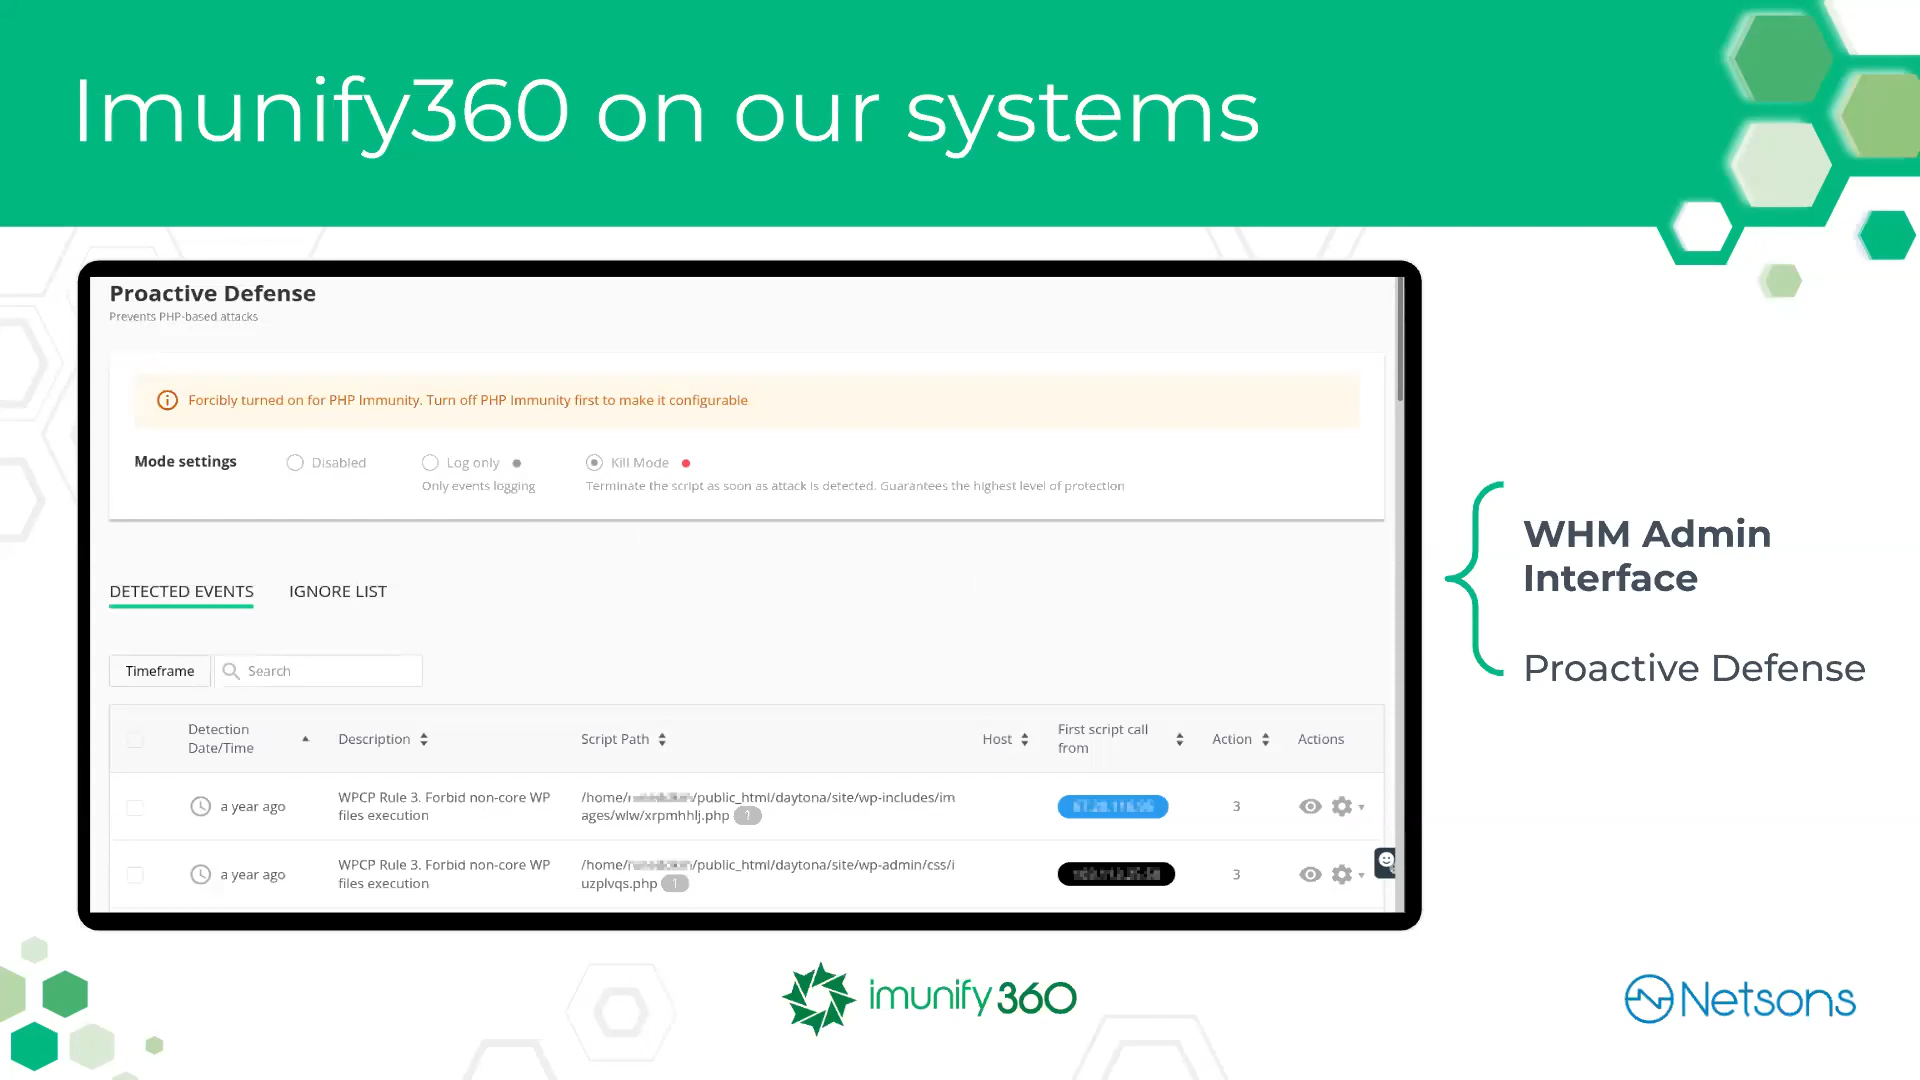 Imunify360 on our systems
Proactive Defense
Prevents PHP-based attacks
Forcibly turned on for PHP Immunity. Turn off PHP Immunity first to make it configurable
Mode settings
Disabled
Log only
Only events logging
Kill Mode
Terminate the script as soon as attack is detected. Guarantees the highest level of protection
DETECTED EVENTS
IGNORE LIST
Timeframe
Search
Detection
Date/Time
Description
Script Path
Host
First script call
from
Action
Actions
a year ago
WPCP Rule 3. Forbid non-core WP
files execution
/home/ /public_html/daytona/site/wp-includes/im
ages/wlw/xrpmhhlj.php 1
3
a year ago
WPCP Rule 3. Forbid non-core WP
files execution
/home/ /public_html/daytona/site/wp-admin/css/i
uzplvqs.php 1
3
WHM Admin
Interface
Proactive Defense
imunify360
Netsons